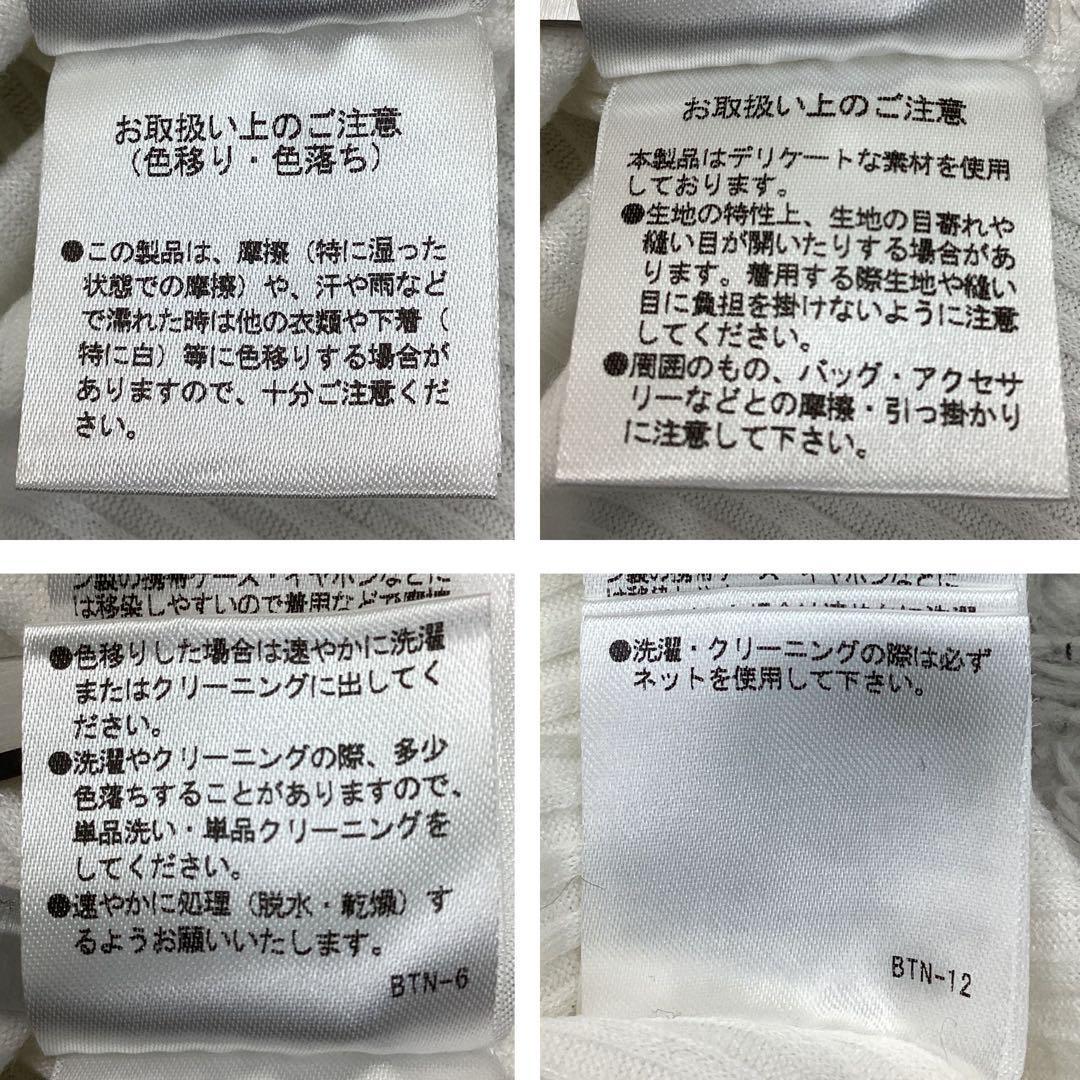 お取扱い上のご注意
(色移り・色落ち)
●この製品は、摩擦(特に湿った
状態での摩擦)や、汗や雨など
で濡れた時は他の衣類や下着(
特に白)等に色移りする場合が
ありますので、十分ご注意くだ
さい。
お取扱い上のご注意
本製品はデリケートな素材を使用
しております。
●生地の特性上、生地の目寄れや
縫い目が開いたりする場合があ
ります。着用する際生地や縫い
目に負担を掛けないように注意
してください。
●周囲のもの、バッグ・アクセサ
リーなどとの摩擦・引っ掛かり
に注意して下さい。
は移染しやすいので着用など
●色移りした場合は速やかに洗濯
またはクリーニングに出してく
ださい。
●洗濯やクリーニングの際、多少
色落ちすることがありますので、
単品洗い・単品クリーニングを
してください。
●速やかに処理(脱水・乾燥)す
るようお願いいたします。
BTN-6
●洗濯・クリーニングの際は必ず
ネットを使用して下さい。
BTN-12